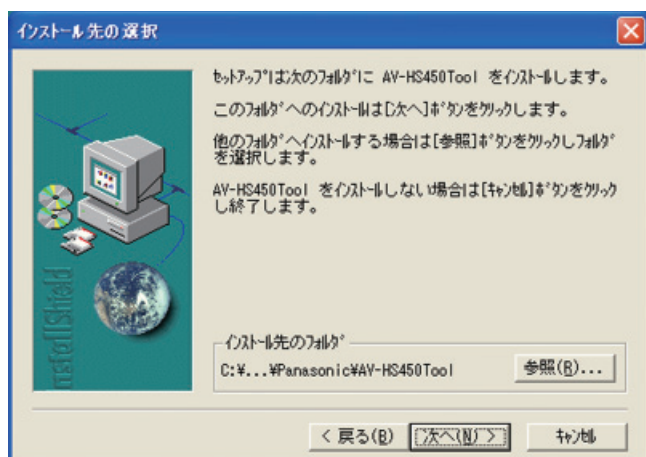 インストール先の選択
ｾｯﾄｱｯﾌﾟは次のﾌｫﾙﾀﾞに AV-HS450Tool をｲﾝｽﾄｰﾙします。
このﾌｫﾙﾀﾞへのｲﾝｽﾄｰﾙは[次へ]ﾎﾞﾀﾝをｸﾘｯｸします。
他のﾌｫﾙﾀﾞへｲﾝｽﾄｰﾙする場合は[参照]ﾎﾞﾀﾝをｸﾘｯｸしﾌｫﾙﾀﾞ
を選択します。
AV-HS450Tool をｲﾝｽﾄｰﾙしない場合は[ｷｬﾝｾﾙ]ﾎﾞﾀﾝをｸﾘｯｸ
し終了します。
InstallShield
ｲﾝｽﾄｰﾙ先のﾌｫﾙﾀﾞ
C:¥...¥Panasonic¥AV-HS450Tool
参照(R)...
< 戻る(B)
次へ(N) >
ｷｬﾝｾﾙ